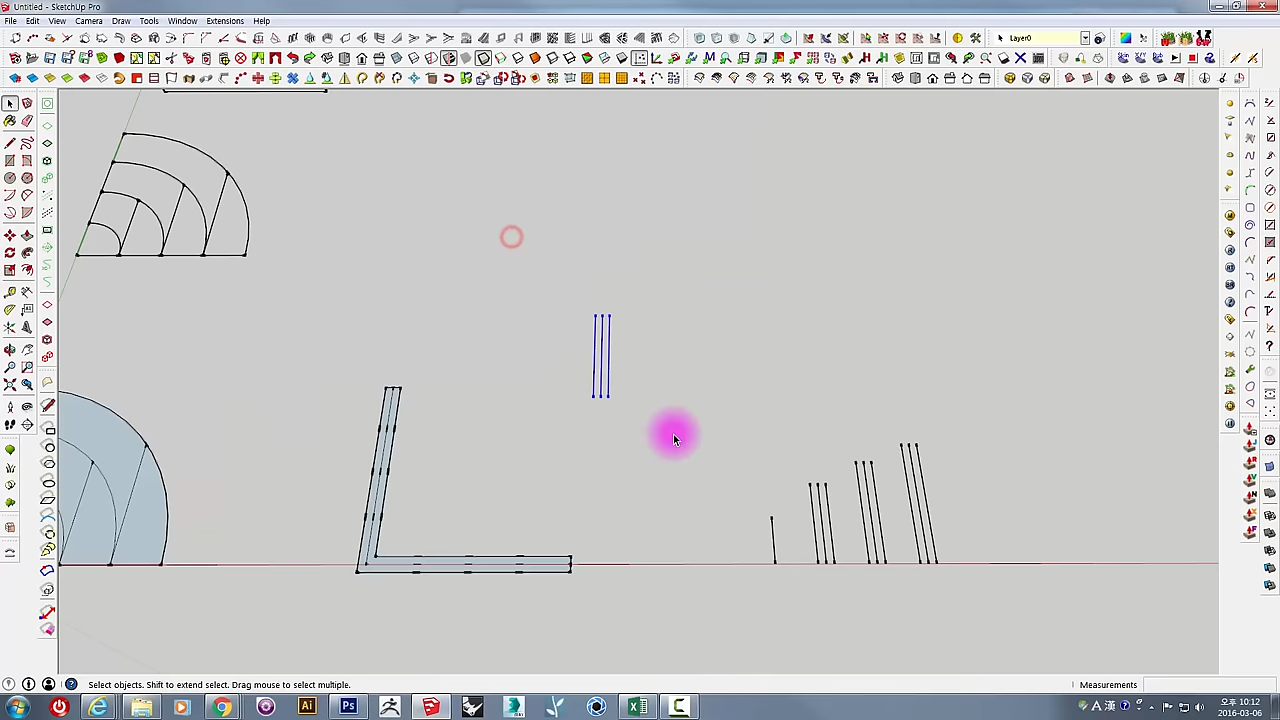 Untitled - SketchUp Pro
File Edit View Camera Draw Tools Window Extensions Help
Layer0
Select objects. Shift to extend select. Drag mouse to select multiple.
Measurements
A 漢
오후 10:12
2016-03-06